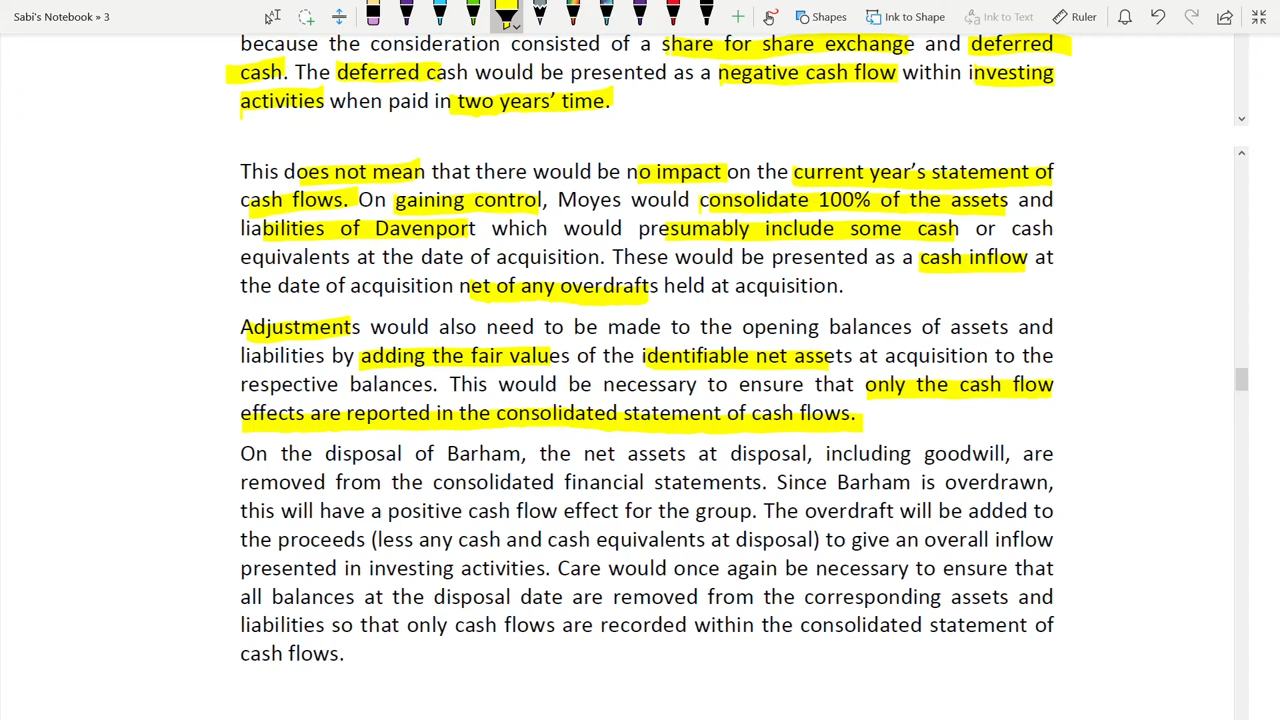 Sabi's Notebook » 3
Shapes
Ink to Shape
Ink to Text
Ruler
because the consideration consisted of a share for share exchange and deferred
cash. The deferred cash would be presented as a negative cash flow within investing
activities when paid in two years’ time.
This does not mean that there would be no impact on the current year’s statement of
cash flows. On gaining control, Moyes would consolidate 100% of the assets and
liabilities of Davenport which would presumably include some cash or cash
equivalents at the date of acquisition. These would be presented as a cash inflow at
the date of acquisition net of any overdrafts held at acquisition.
Adjustments would also need to be made to the opening balances of assets and
liabilities by adding the fair values of the identifiable net assets at acquisition to the
respective balances. This would be necessary to ensure that only the cash flow
effects are reported in the consolidated statement of cash flows.
On the disposal of Barham, the net assets at disposal, including goodwill, are
removed from the consolidated financial statements. Since Barham is overdrawn,
this will have a positive cash flow effect for the group. The overdraft will be added to
the proceeds (less any cash and cash equivalents at disposal) to give an overall inflow
presented in investing activities. Care would once again be necessary to ensure that
all balances at the disposal date are removed from the corresponding assets and
liabilities so that only cash flows are recorded within the consolidated statement of
cash flows.